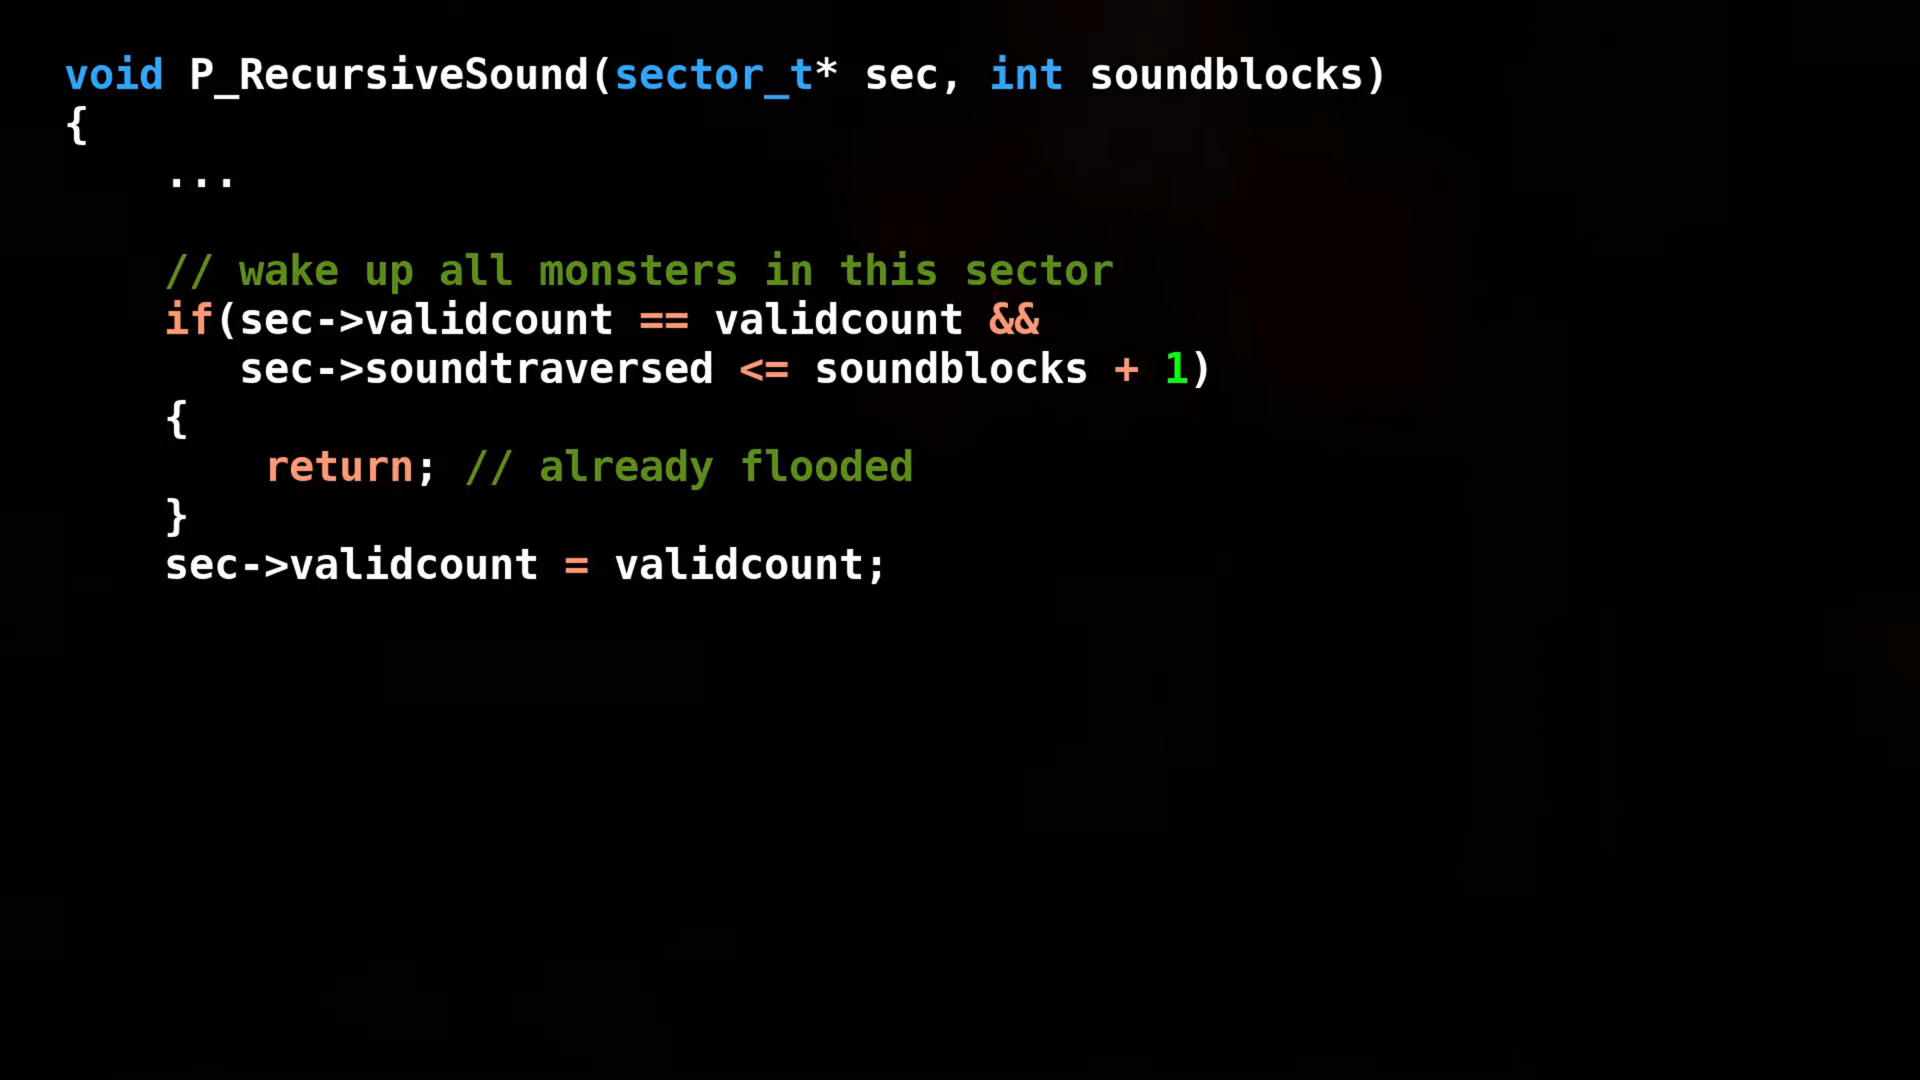 void P_RecursiveSound(sector_t* sec, int soundblocks)
{
    ...

    // wake up all monsters in this sector
    if(sec->validcount == validcount &&
       sec->soundtraversed <= soundblocks + 1)
    {
        return; // already flooded
    }
    sec->validcount = validcount;